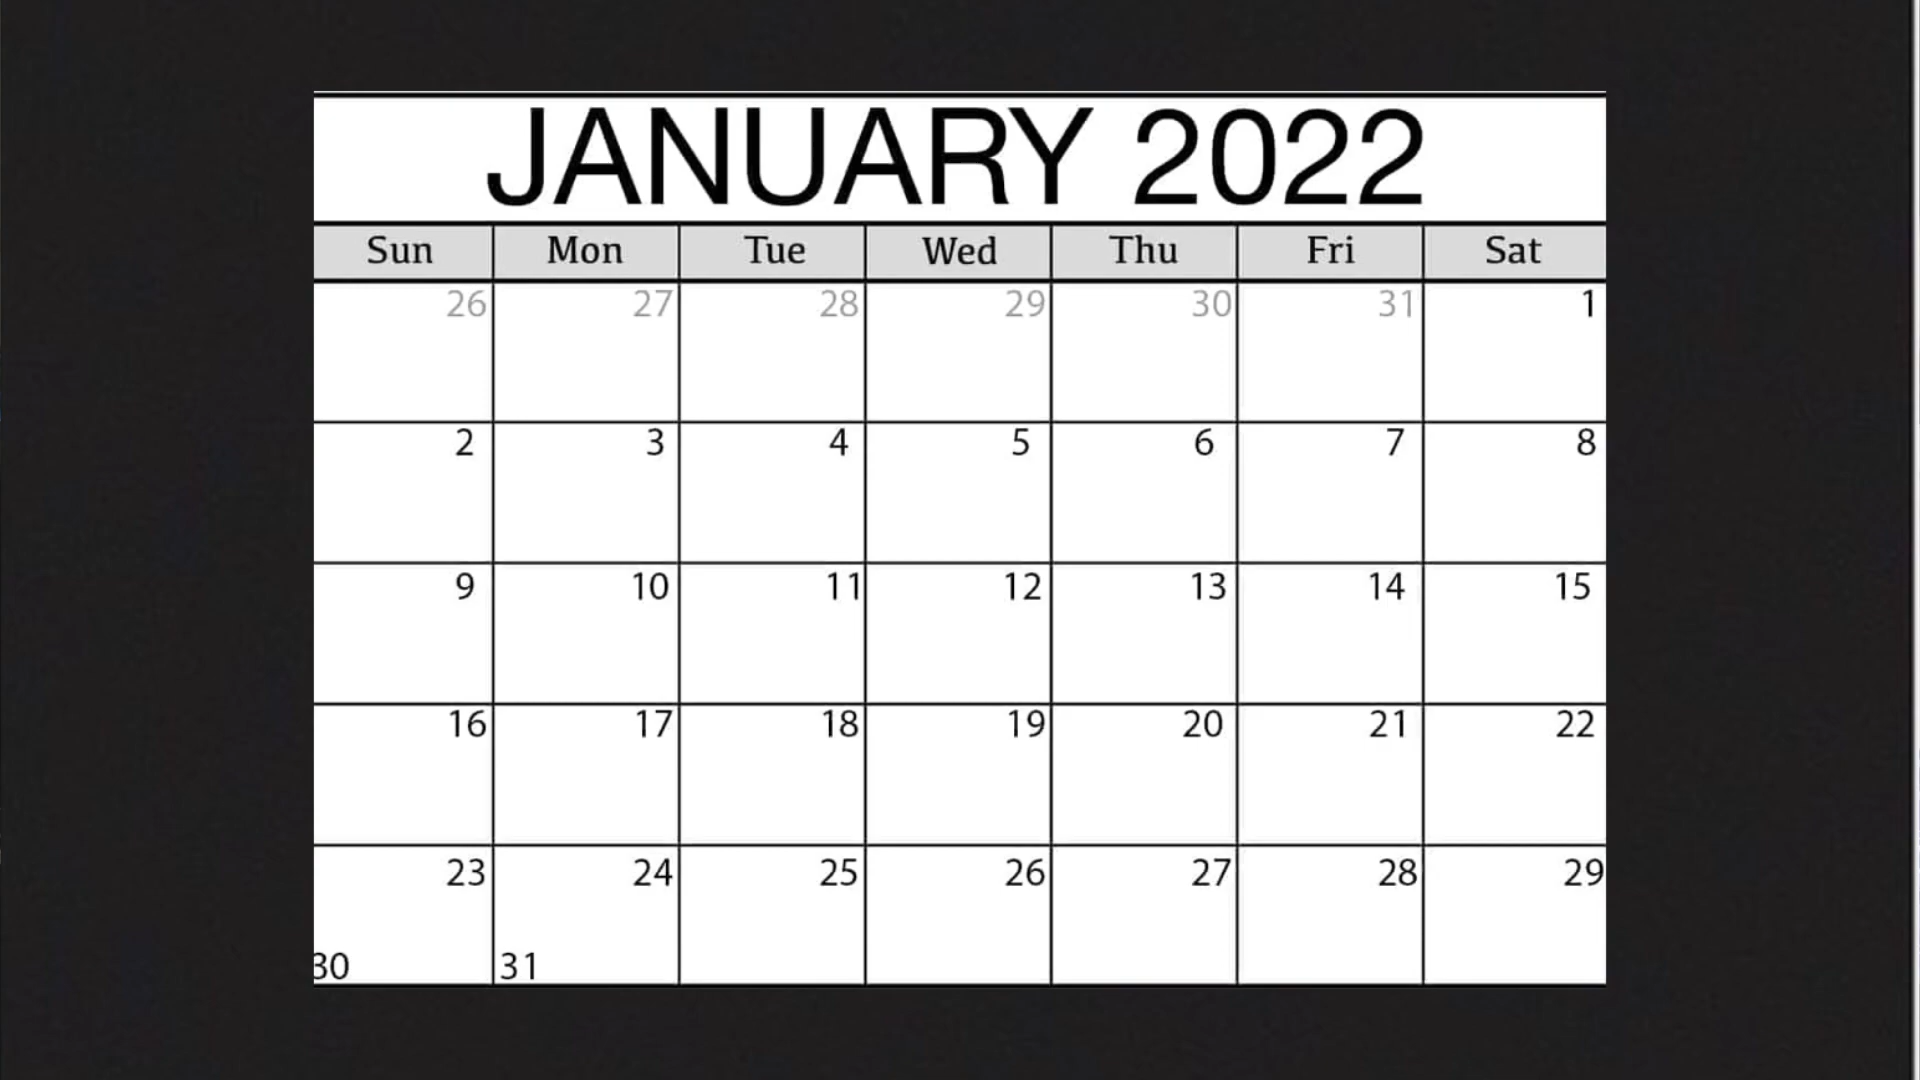 JANUARY 2022
Sun Mon Tue Wed Thu Fri Sat
26 27 28 29 30 31 1
2 3 4 5 6 7 8
9 10 11 12 13 14 15
16 17 18 19 20 21 22
23 24 25 26 27 28 29
30 31